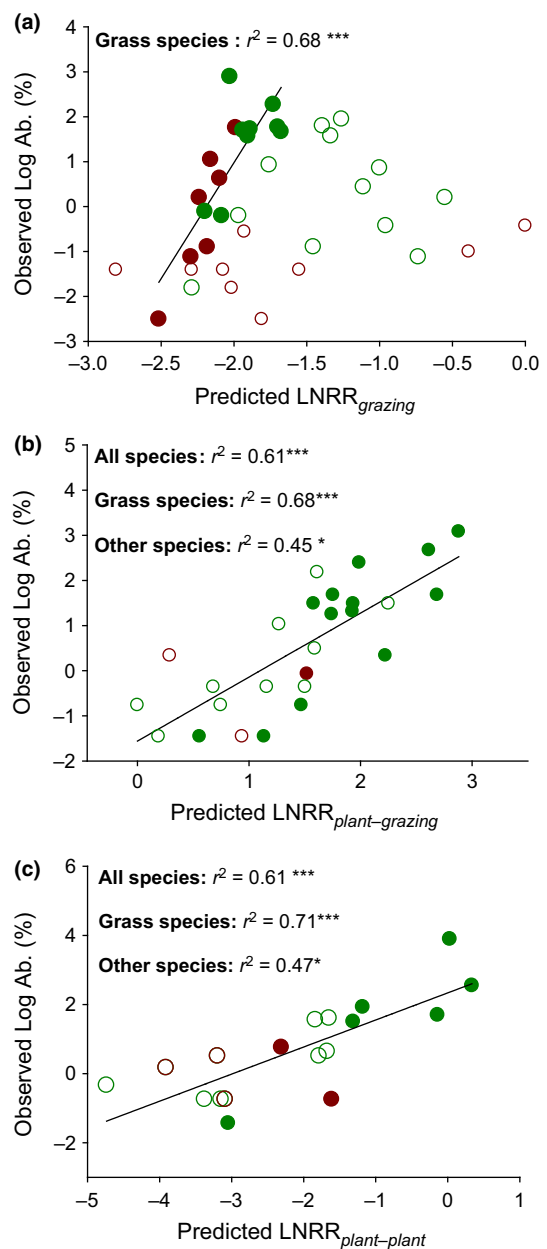 (a)
Grass species : r² = 0.68 ***
4
3
2
1
0
–1
–2
–3
Observed Log Ab. (%)
–3.0 –2.5 –2.0 –1.5 –1.0 –0.5 0.0
Predicted LNRRgrazing
(b)
All species: r² = 0.61***
Grass species: r² = 0.68***
Other species: r² = 0.45 *
5
4
3
2
1
0
–1
–2
Observed Log Ab. (%)
0 1 2 3
Predicted LNRRplant–grazing
(c)
All species: r² = 0.61 ***
Grass species: r² = 0.71***
Other species: r² = 0.47*
6
4
2
0
–2
Observed Log Ab. (%)
–5 –4 –3 –2 –1 0 1
Predicted LNRRplant–plant